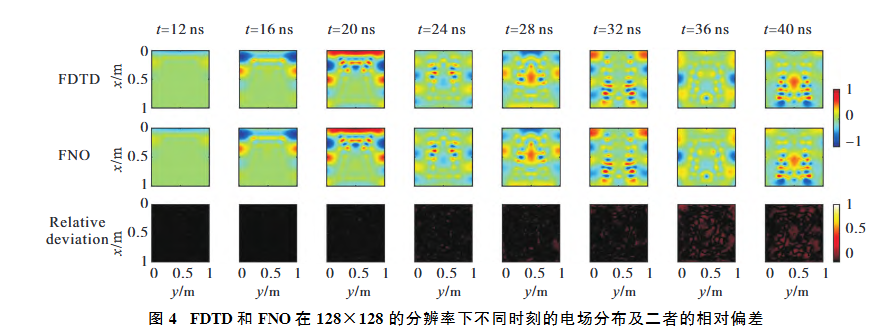 t=12 ns t=16 ns t=20 ns t=24 ns t=28 ns t=32 ns t=36 ns t=40 ns
0
FDTD x/m 0.5
1
1
0
−1
0
FNO x/m 0.5
1
0
Relative
deviation x/m 0.5
1
1
0.5
0
0 0.5 1 0 0.5 1 0 0.5 1 0 0.5 1 0 0.5 1 0 0.5 1 0 0.5 1 0 0.5 1
y/m y/m y/m y/m y/m y/m y/m y/m
图 4 FDTD 和 FNO 在 128×128 的分辨率下不同时刻的电场分布及二者的相对偏差